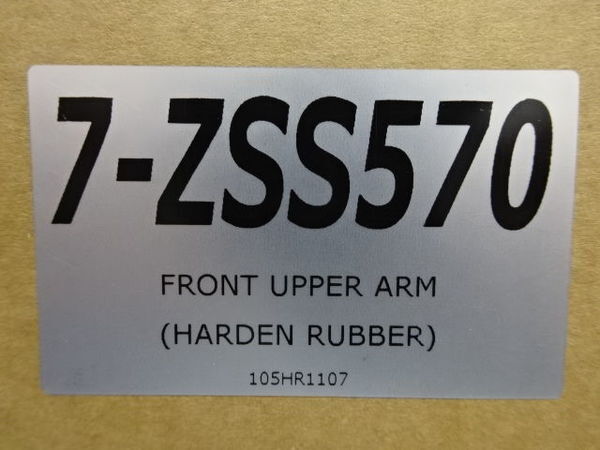 7-ZSS570
FRONT UPPER ARM
(HARDEN RUBBER)
105HR1107